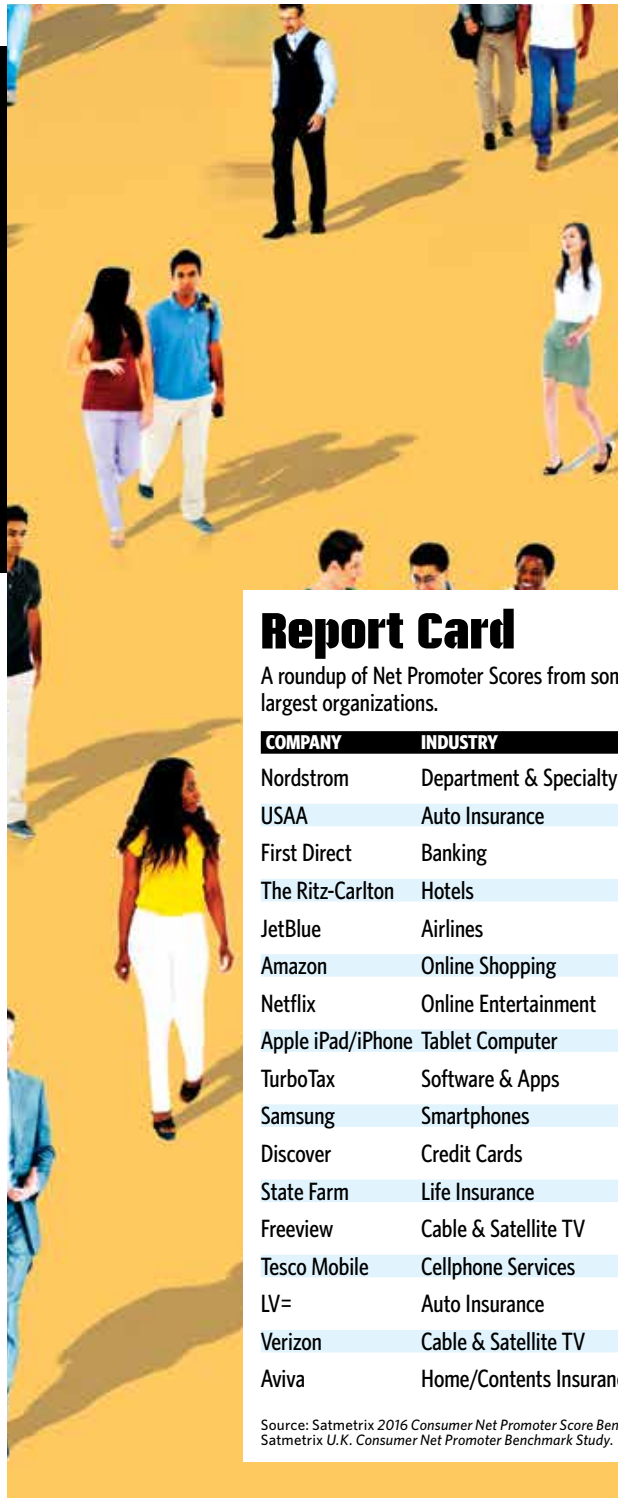 Report Card
A roundup of Net Promoter Scores from
largest organizations.
COMPANY INDUSTRY
Nordstrom Department & Specialty
USAA Auto Insurance
First Direct Banking
The Ritz-Carlton Hotels
JetBlue Airlines
Amazon Online Shopping
Netflix Online Entertainment
Apple iPad/iPhone Tablet Computer
TurboTax Software & Apps
Samsung Smartphones
Discover Credit Cards
State Farm Life Insurance
Freeview Cable & Satellite TV
Tesco Mobile Cellphone Services
LV= Auto Insurance
Verizon Cable & Satellite TV
Aviva Home/Contents
Source: Satmetrix 2016 Consumer Net Promoter Score
Satmetrix U.K. Consumer Net Promoter Benchmark Study.